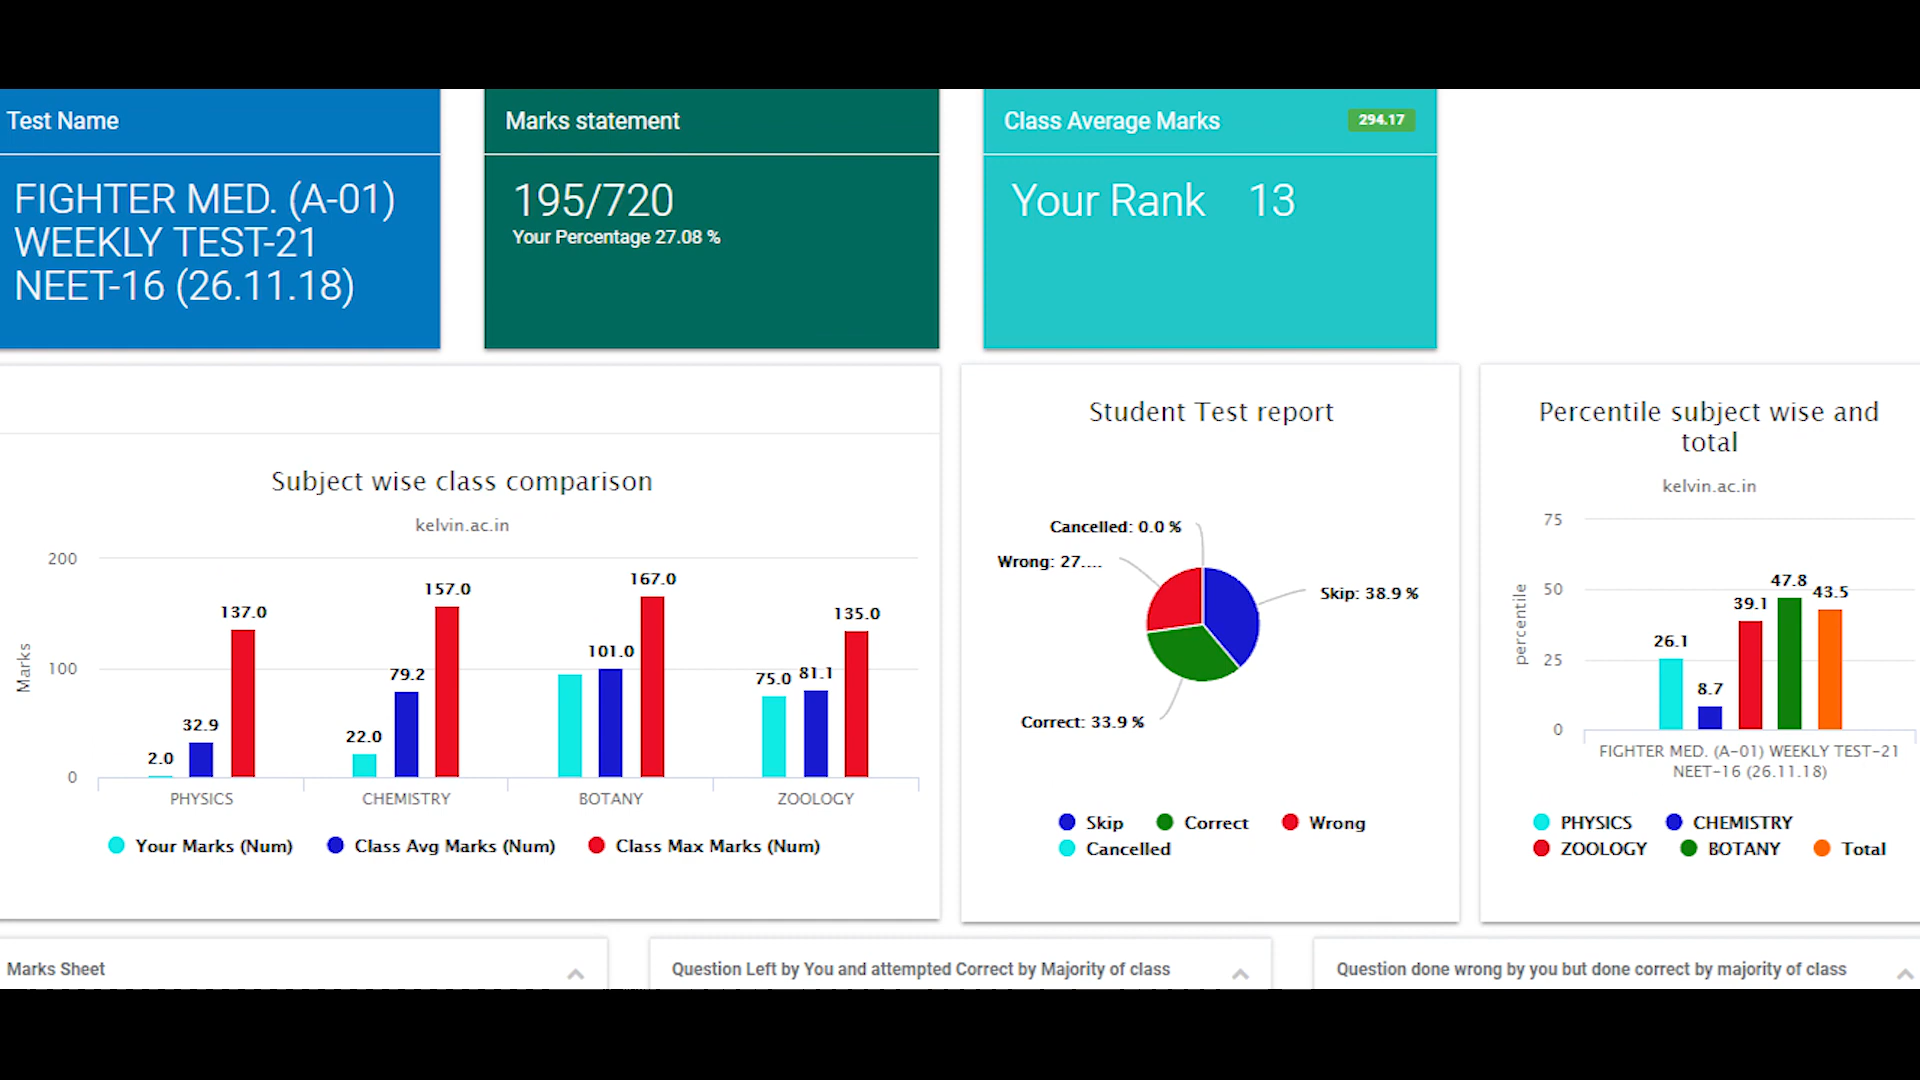 Test Name
FIGHTER MED. (A-01)
WEEKLY TEST-21
NEET-16 (26.11.18)
Marks statement
195/720
Your Percentage 27.08 %
Class Average Marks 294.17
Your Rank 13
Subject wise class comparison
kelvin.ac.in
Marks
200
100
0
2.0
32.9
137.0
22.0
79.2
157.0
101.0
167.0
75.0
81.1
135.0
PHYSICS CHEMISTRY BOTANY ZOOLOGY
Your Marks (Num) Class Avg Marks (Num) Class Max Marks (Num)
Student Test report
Cancelled: 0.0 %
Wrong: 27....
Skip: 38.9 %
Correct: 33.9 %
Skip Correct Wrong
Cancelled
Percentile subject wise and
total
kelvin.ac.in
percentile
75
50
25
0
26.1
8.7
39.1
47.8
43.5
FIGHTER MED. (A-01) WEEKLY TEST-21
NEET-16 (26.11.18)
PHYSICS CHEMISTRY
ZOOLOGY BOTANY Total
Marks Sheet
Question Left by You and attempted Correct by Majority of class
Question done wrong by you but done correct by majority of class